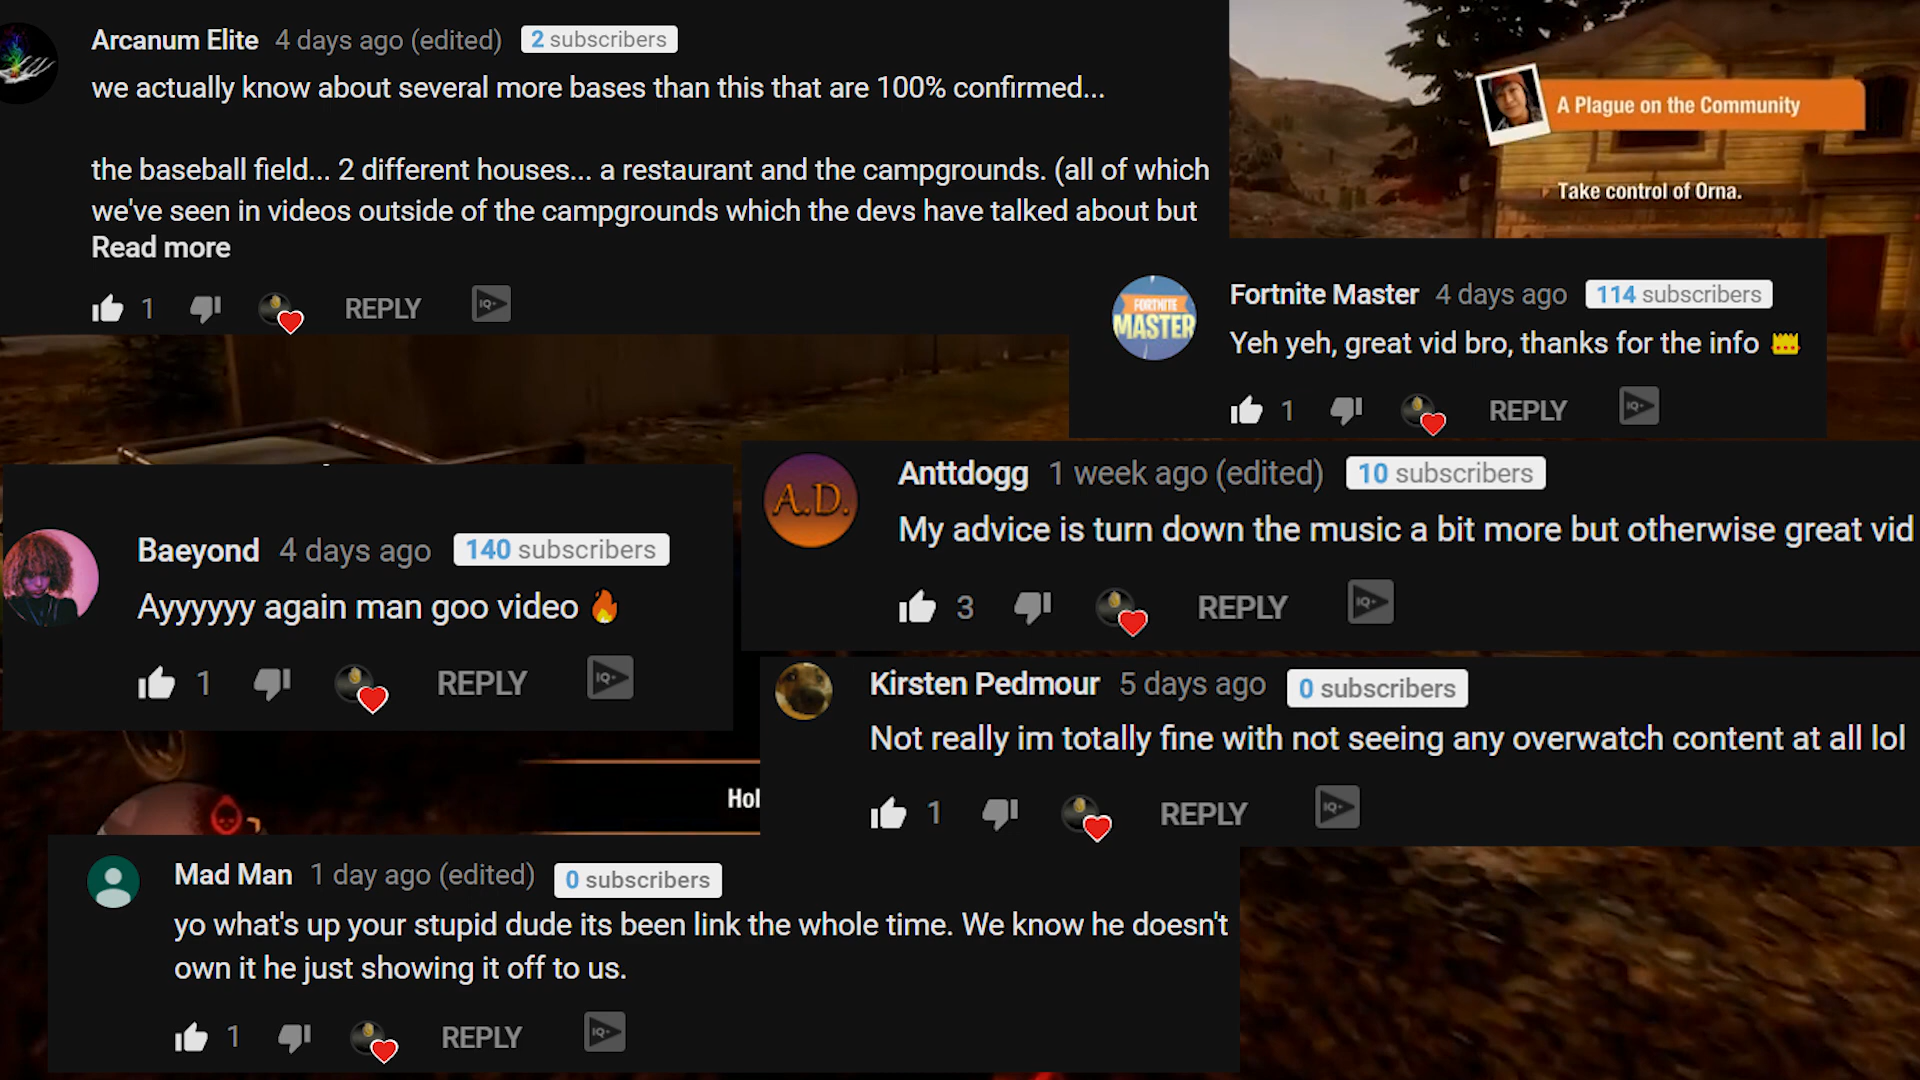 Arcanum Elite 4 days ago (edited) 2 subscribers
we actually know about several more bases than this that are 100% confirmed...
the baseball field... 2 different houses... a restaurant and the campgrounds. (all of which
we've seen in videos outside of the campgrounds which the devs have talked about but
Read more
1 REPLY IQ
A Plague on the Community
Take control of Orna.
FORTNITE
MASTER
Fortnite Master 4 days ago 114 subscribers
Yeh yeh, great vid bro, thanks for the info
1 REPLY IQ
A.D.
Anttdogg 1 week ago (edited) 10 subscribers
My advice is turn down the music a bit more but otherwise great vid
3 REPLY IQ
Baeyond 4 days ago 140 subscribers
Ayyyyyy again man goo video
1 REPLY IQ
Kirsten Pedmour 5 days ago 0 subscribers
Not really im totally fine with not seeing any overwatch content at all lol
1 REPLY IQ
Hol
Mad Man 1 day ago (edited) 0 subscribers
yo what's up your stupid dude its been link the whole time. We know he doesn't
own it he just showing it off to us.
1 REPLY IQ